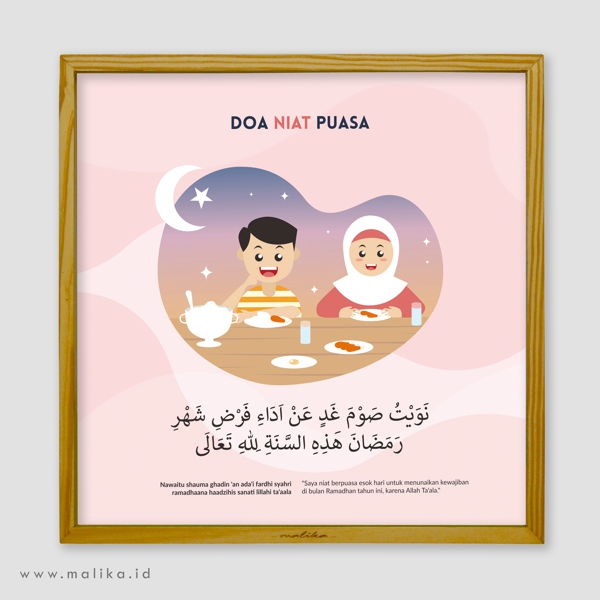 DOA NIAT PUASA
نَوَيْتُ صَوْمَ غَدٍ عَنْ اَدَاءِ فَرْضِ شَهْرِ
رَمَضَانَ هَذِهِ السَّنَةِ لِلّٰهِ تَعَالَى
Nawaitu shauma ghadin 'an ada'i fardhi syahri
ramadhaana haadzihis sanati lillahi ta'aala
"Saya niat berpuasa esok hari untuk menunaikan kewajiban
di bulan Ramadhan tahun ini, karena Allah Ta'ala."
malika
www.malika.id